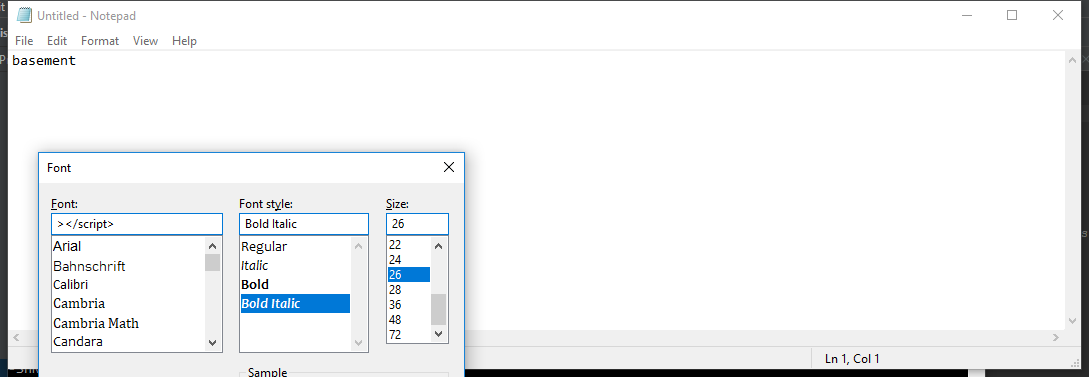 Untitled - Notepad
File Edit Format View Help
basement
Font
Font: Font style: Size:
></script> Bold Italic 26
Arial Regular 22
Bahnschrift Italic 24
Calibri Bold 26
Cambria Bold Italic 28
Cambria Math 36
Candara 48
72
Sample
Ln 1, Col 1